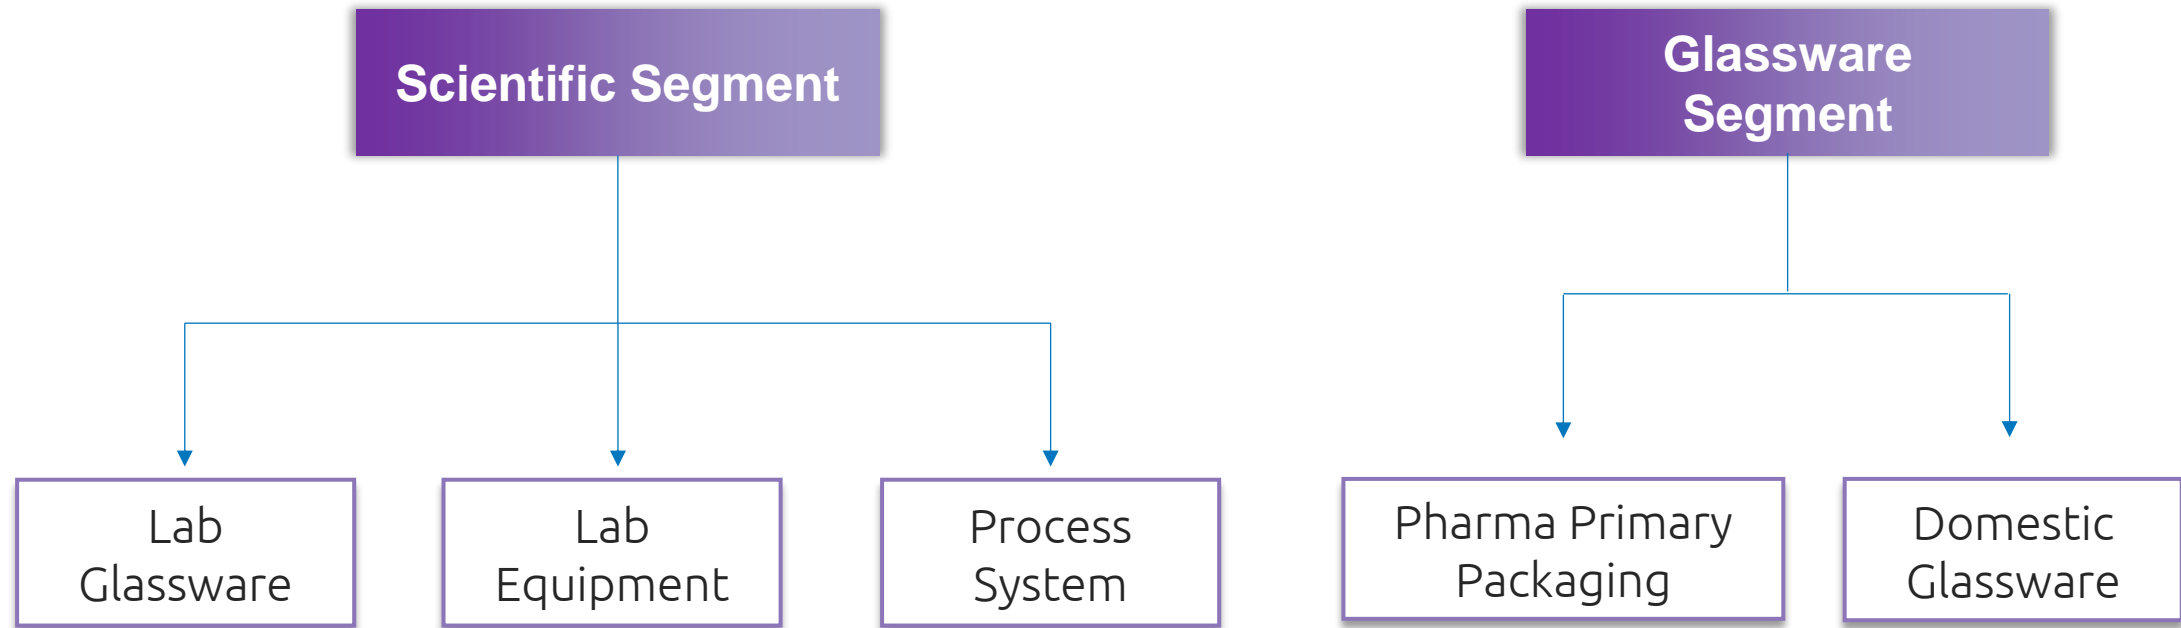 Scientific Segment
Glassware
Segment
Lab
Glassware
Lab
Equipment
Process
System
Pharma Primary
Packaging
Domestic
Glassware